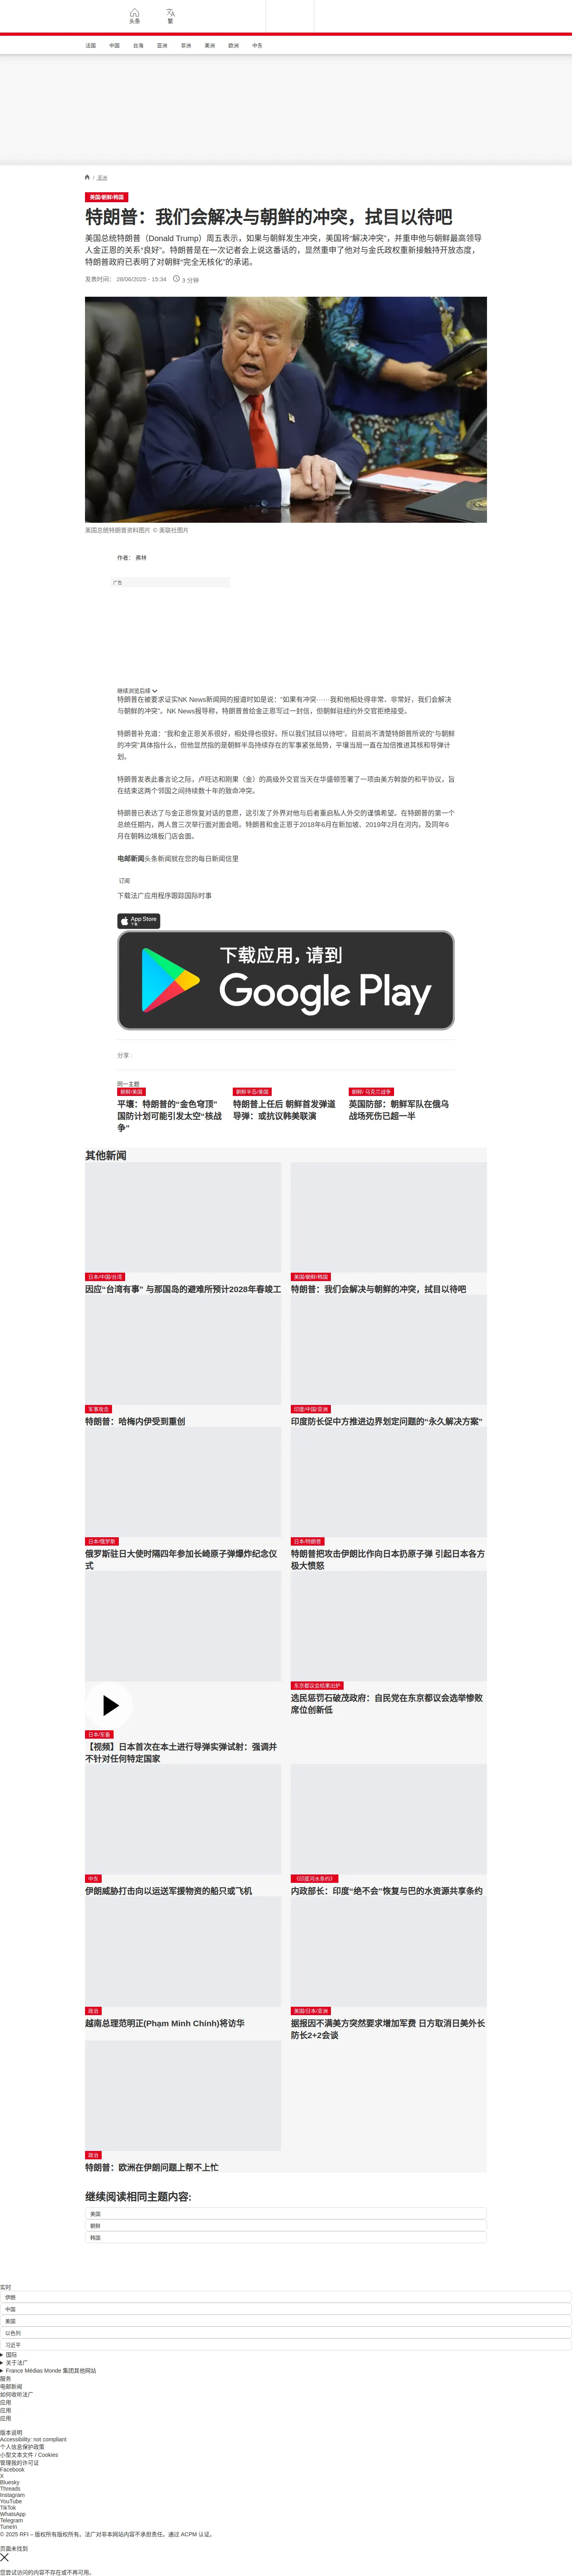 头条
繁
法国 中国 台海 亚洲 非洲 美洲 欧洲 中东
/ 亚洲
美国/朝鲜/韩国
特朗普：我们会解决与朝鲜的冲突，拭目以待吧
美国总统特朗普（Donald Trump）周五表示，如果与朝鲜发生冲突，美国将“解决冲突”，并重申他与朝鲜最高领导
人金正恩的关系“良好”。特朗普是在一次记者会上说这番话的，显然重申了他对与金氏政权重新接触持开放态度，
特朗普政府已表明了对朝鲜“完全无核化”的承诺。
发表时间： 28/06/2025 - 15:34 3 分钟
美国总统特朗普资料图片 © 美联社图片
作者： 弗林
广告
继续浏览后续
特朗普在被要求证实NK News新闻网的报道时如是说：“如果有冲突⋯⋯我和他相处得非常、非常好，我们会解决
与朝鲜的冲突”。NK News报导称，特朗普曾给金正恩写过一封信，但朝鲜驻纽约外交官拒绝接受。
特朗普补充道：“我和金正恩关系很好，相处得也很好。所以我们拭目以待吧”。目前尚不清楚特朗普所说的“与朝鲜
的冲突”具体指什么，但他显然指的是朝鲜半岛持续存在的军事紧张局势，平壤当局一直在加倍推进其核和导弹计
划。
特朗普发表此番言论之际，卢旺达和刚果（金）的高级外交官当天在华盛顿签署了一项由美方斡旋的和平协议，旨
在结束这两个邻国之间持续数十年的致命冲突。
特朗普已表达了与金正恩恢复对话的意愿，这引发了外界对他与后者重启私人外交的谨慎希望。在特朗普的第一个
总统任期内，两人曾三次举行面对面会晤。特朗普和金正恩于2018年6月在新加坡、2019年2月在河内，及同年6
月在朝韩边境板门店会面。
电邮新闻头条新闻就在您的每日新闻信里
订阅
下载法广应用程序跟踪国际时事
App Store
下载
下载应用，请到
Google Play
分享 :
同一主题
朝鲜/美国
平壤：特朗普的“金色穹顶”
国防计划可能引发太空“核战
争”
朝鲜半岛/美国
特朗普上任后 朝鲜首发弹道
导弹：或抗议韩美联演
朝鲜/ 乌克兰战争
英国防部：朝鲜军队在俄乌
战场死伤已超一半
其他新闻
日本/中国/台湾
因应“台湾有事” 与那国岛的避难所预计2028年春竣工
美国/朝鲜/韩国
特朗普：我们会解决与朝鲜的冲突，拭目以待吧
军事攻击
特朗普：哈梅内伊受到重创
印度/中国/亚洲
印度防长促中方推进边界划定问题的“永久解决方案”
日本/俄罗斯
俄罗斯驻日大使时隔四年参加长崎原子弹爆炸纪念仪
式
日本/特朗普
特朗普把攻击伊朗比作向日本扔原子弹 引起日本各方
极大愤怒
日本/军备
【视频】日本首次在本土进行导弹实弹试射：强调并
不针对任何特定国家
东京都议会结果出炉
选民惩罚石破茂政府：自民党在东京都议会选举惨败
席位创新低
中东
伊朗威胁打击向以运送军援物资的船只或飞机
《印度河水条约》
内政部长：印度“绝不会”恢复与巴的水资源共享条约
政治
越南总理范明正(Phạm Minh Chính)将访华
美国/日本/亚洲
据报因不满美方突然要求增加军费 日方取消日美外长
防长2+2会谈
政治
特朗普：欧洲在伊朗问题上帮不上忙
继续阅读相同主题内容:
美国
朝鲜
韩国
实时
伊朗
中国
美国
以色列
习近平
国际
关于法广
France Médias Monde 集团其他网站
服务
电邮新闻
如何收听法广
应用
应用
应用
版本说明
Accessibility: not compliant
个人信息保护政策
小型文本文件 / Cookies
管理我的许可证
Facebook
X
Bluesky
Threads
Instagram
YouTube
TikTok
WhatsApp
Telegram
TuneIn
© 2025 RFI – 版权所有版权所有。法广对非本网站内容不承担责任。通过 ACPM 认证。
页面未找到
您尝试访问的内容不存在或不再可用。